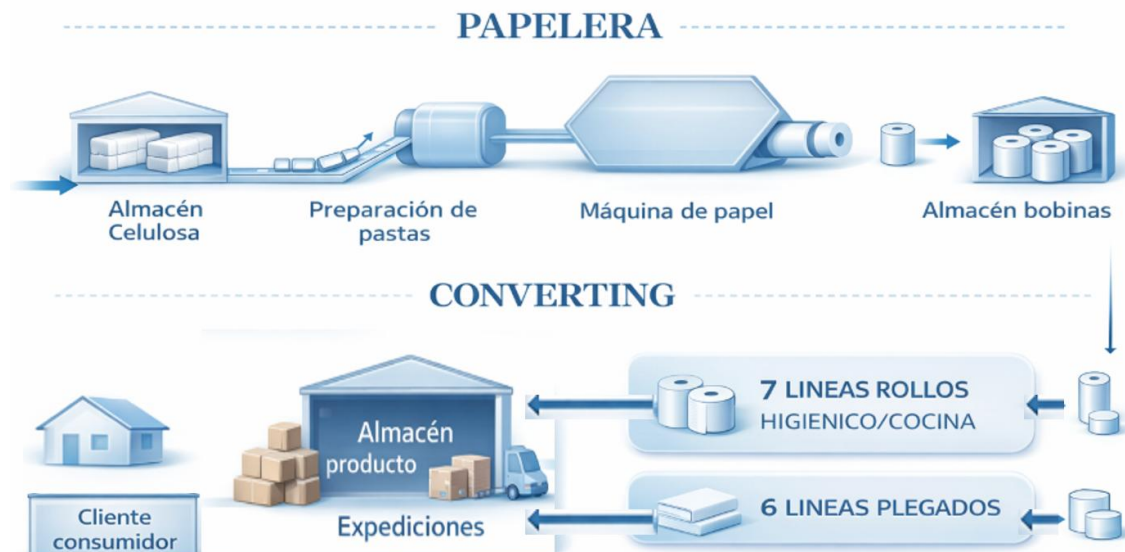 PAPELERA
Almacén
Celulosa
Preparación de
pastas
Máquina de papel
Almacén bobinas
CONVERTING
7 LINEAS ROLLOS
HIGIENICO/COCINA
Almacén
producto
6 LINEAS PLEGADOS
Expediciones
Cliente
consumidor